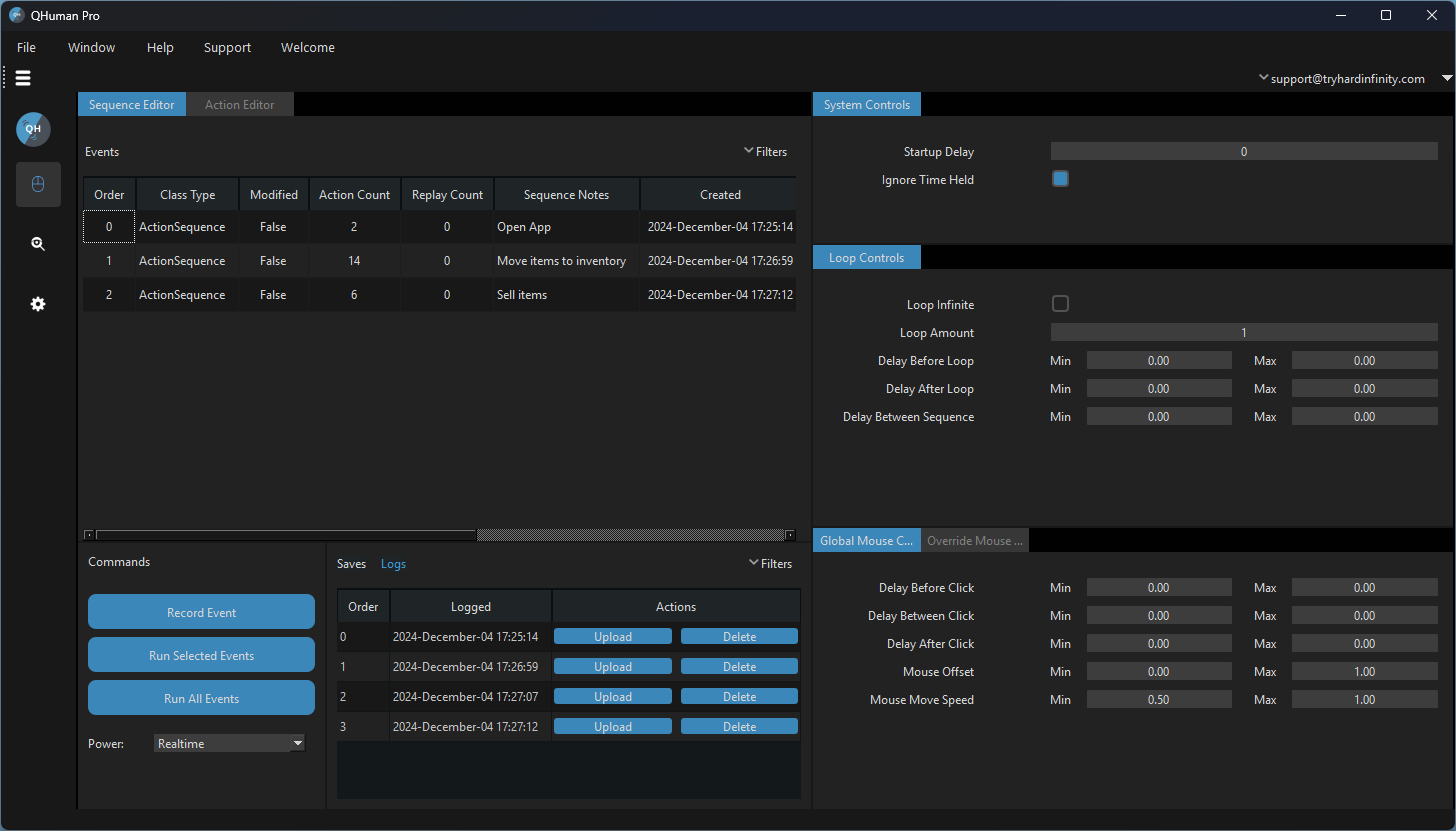 QHuman Pro
File Window Help Support Welcome
support@tryhardinfinity.com
QH
Sequence Editor Action Editor
Events Filters
Order Class Type Modified Action Count Replay Count Sequence Notes Created
0 ActionSequence False 2 0 Open App 2024-December-04 17:25:14
1 ActionSequence False 14 0 Move items to inventory 2024-December-04 17:26:59
2 ActionSequence False 6 0 Sell items 2024-December-04 17:27:12
Commands
Record Event
Run Selected Events
Run All Events
Power: Realtime
Saves Logs Filters
Order Logged Actions
0 2024-December-04 17:25:14 Upload Delete
1 2024-December-04 17:26:59 Upload Delete
2 2024-December-04 17:27:07 Upload Delete
3 2024-December-04 17:27:12 Upload Delete
System Controls
Startup Delay 0
Ignore Time Held
Loop Controls
Loop Infinite
Loop Amount 1
Delay Before Loop Min 0.00 Max 0.00
Delay After Loop Min 0.00 Max 0.00
Delay Between Sequence Min 0.00 Max 0.00
Global Mouse C... Override Mouse ...
Delay Before Click Min 0.00 Max 0.00
Delay Between Click Min 0.00 Max 0.00
Delay After Click Min 0.00 Max 0.00
Mouse Offset Min 0.00 Max 1.00
Mouse Move Speed Min 0.50 Max 1.00